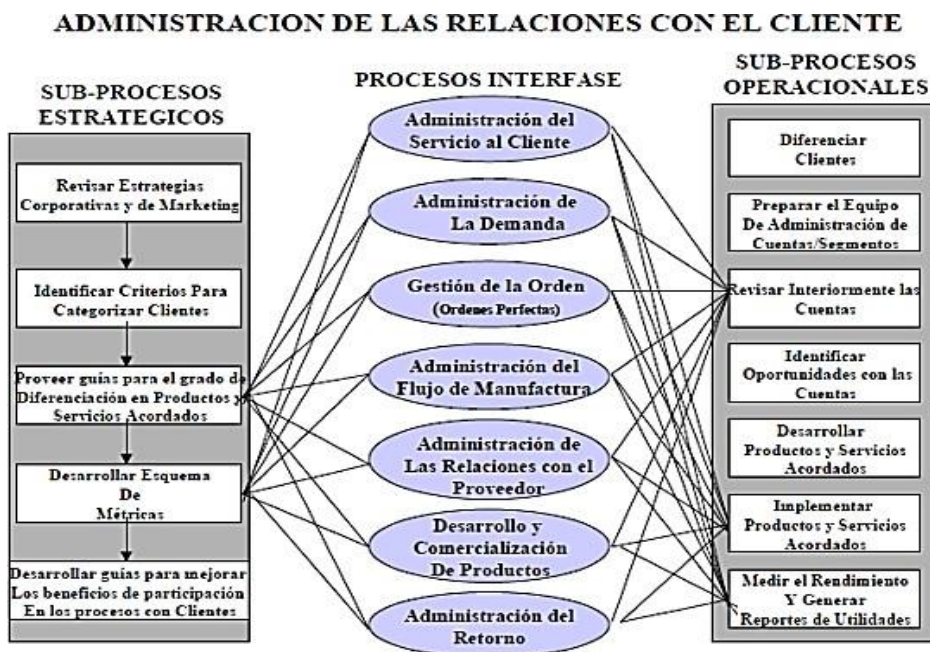 ADMINISTRACION DE LAS RELACIONES CON EL CLIENTE
SUB-PROCESOS
ESTRATEGICOS
Revisar Estrategias
Corporativas y de Marketing
Identificar Criterios Para
Categorizar Clientes
Proveer guías para el grado de
Diferenciación en Productos y
Servicios Acordados
Desarrollar Esquema
De
Métricas
Desarrollar guías para mejorar
Los beneficios de participación
En los procesos con Clientes
PROCESOS INTERFASE
Administración del
Servicio al Cliente
Administración de
La Demanda
Gestión de la Orden
(Ordenes Perfectas)
Administración del
Flujo de Manufactura
Administración de
Las Relaciones con el
Proveedor
Desarrollo y
Comercialización
De Productos
Administración del
Retorno
SUB-PROCESOS
OPERACIONALES
Diferenciar
Clientes
Preparar el Equipo
De Administración de
Cuentas/Segmentos
Revisar Interiormente las
Cuentas
Identificar
Oportunidades con las
Cuentas
Desarrollar
Productos y Servicios
Acordados
Implementar
Productos y Servicios
Acordados
Medir el Rendimiento
Y Generar
Reportes de Utilidades